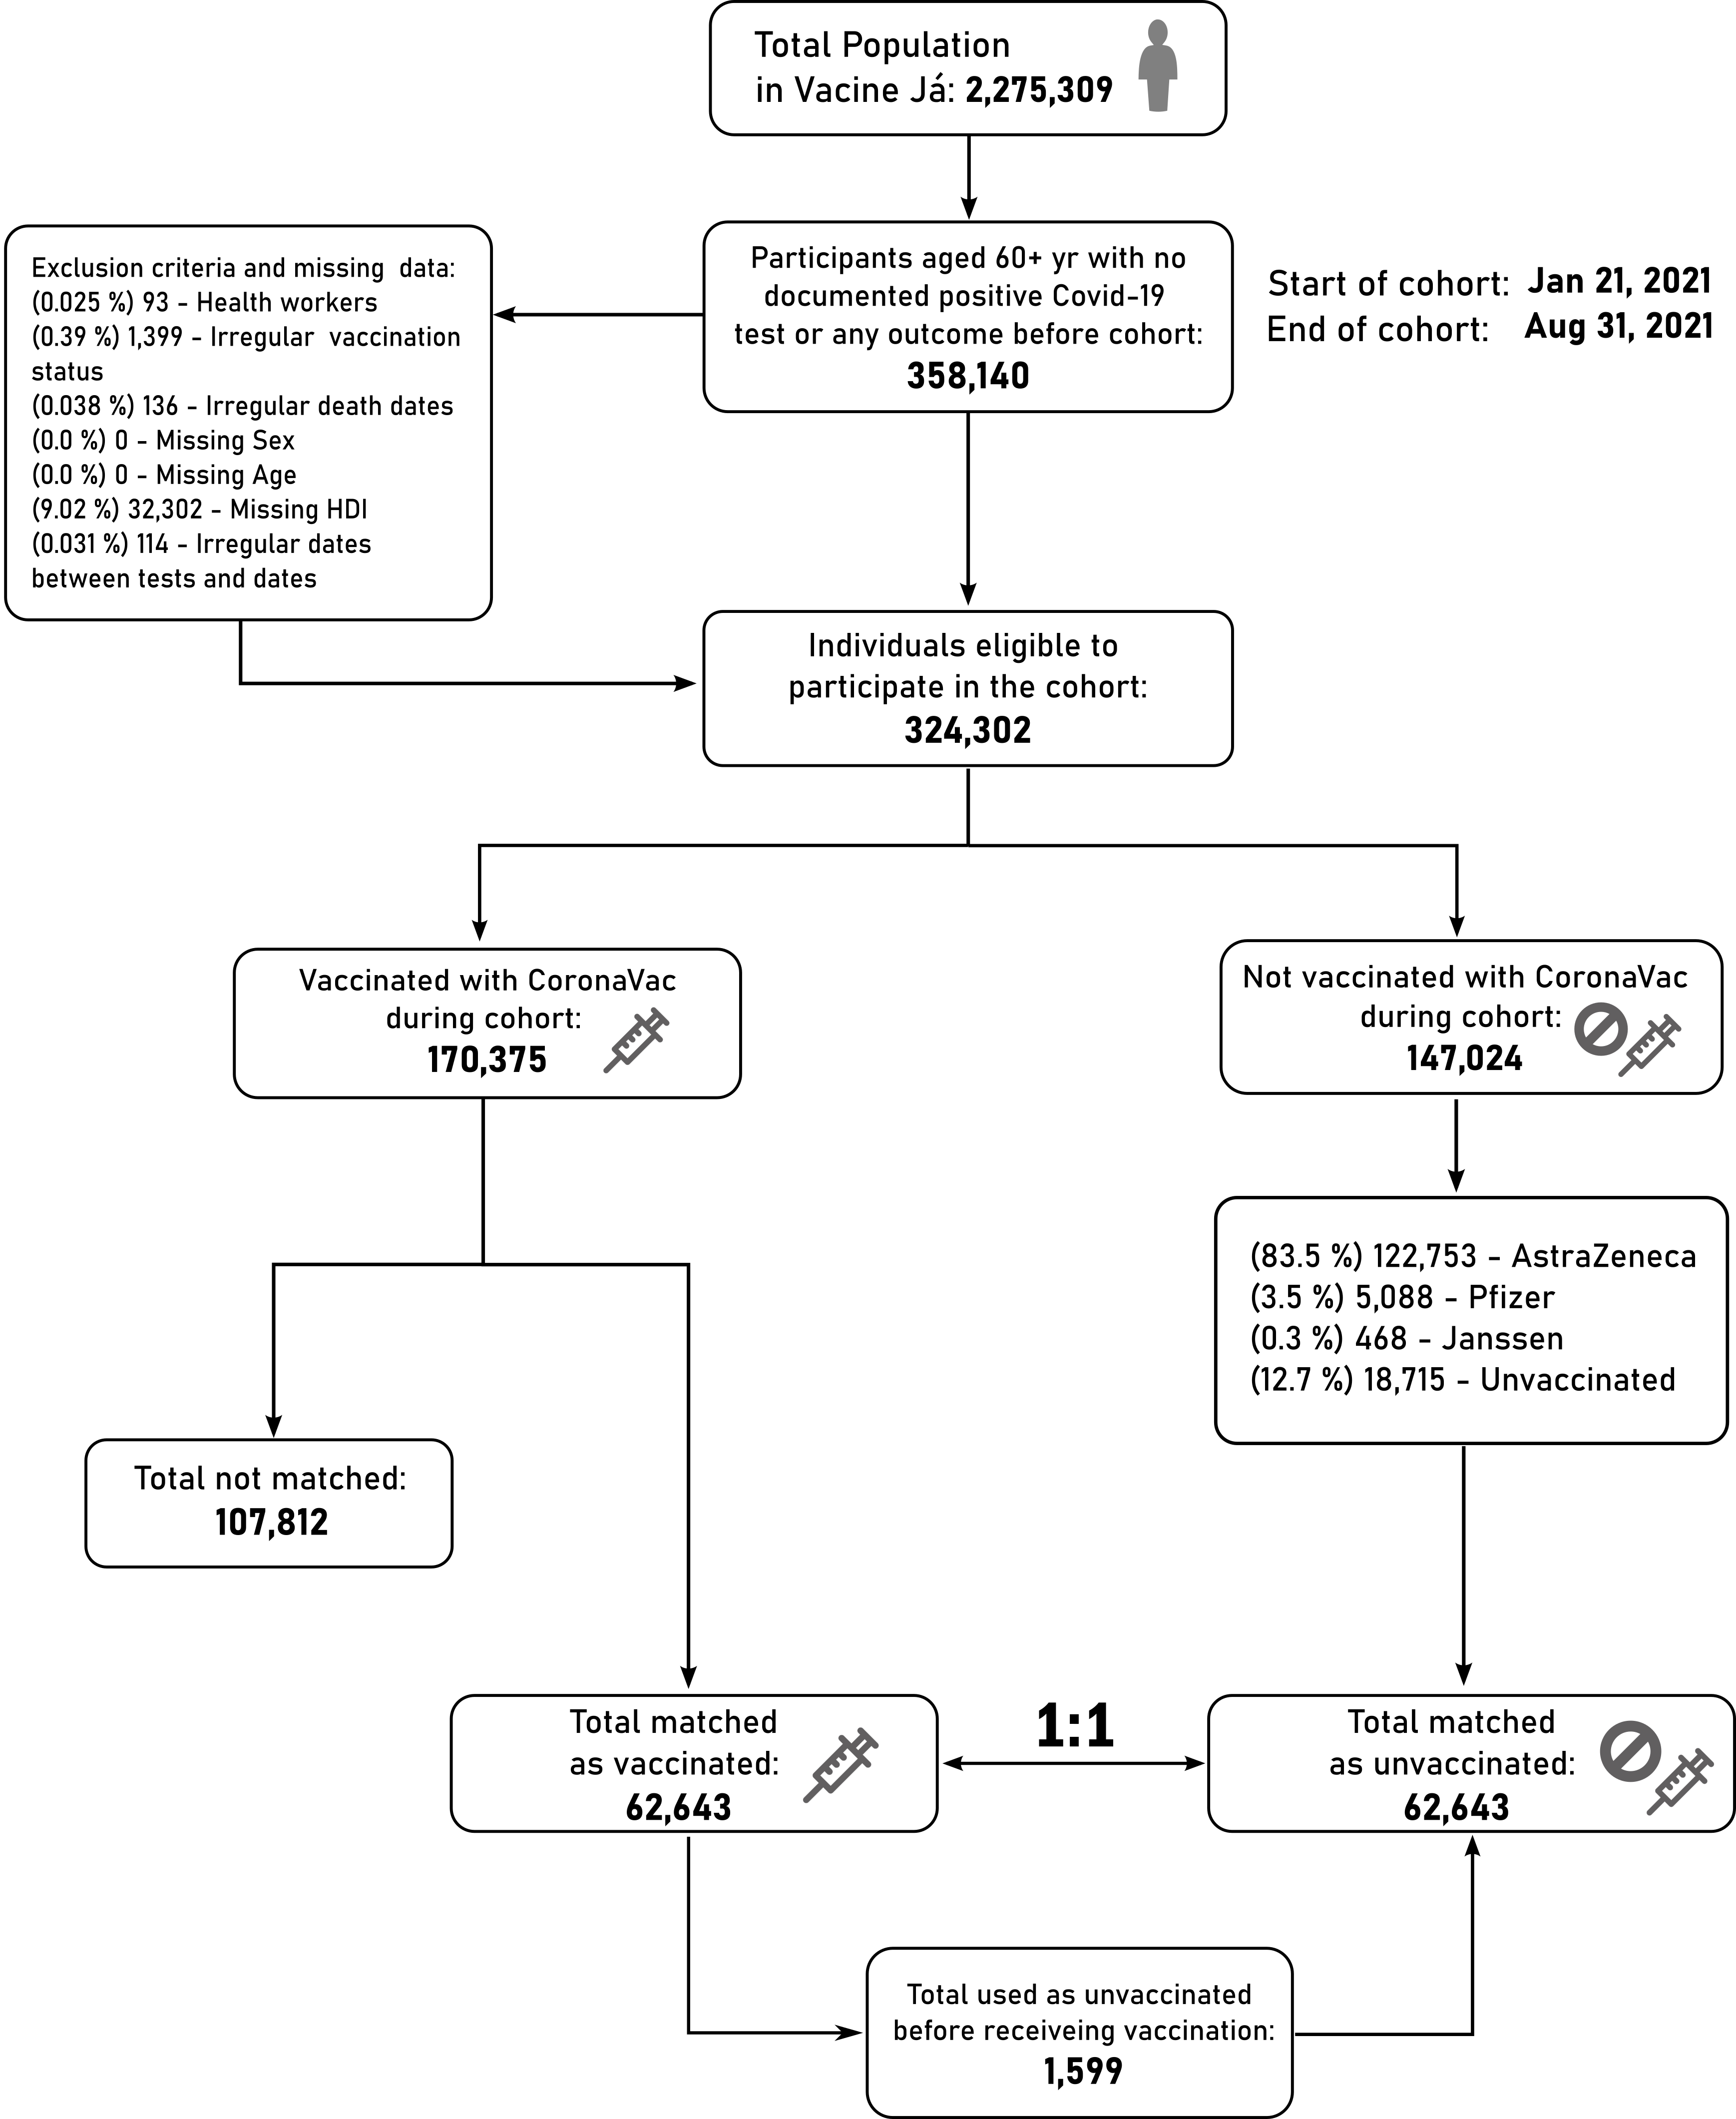 Total Population
in Vacine Já: 2,275,309
Participants aged 60+ yr with no
documented positive Covid-19
test or any outcome before cohort:
358,140
Start of cohort: Jan 21, 2021
End of cohort: Aug 31, 2021
Exclusion criteria and missing data:
(0.025 %) 93 - Health workers
(0.39 %) 1,399 - Irregular vaccination
status
(0.038 %) 136 - Irregular death dates
(0.0 %) 0 - Missing Sex
(0.0 %) 0 - Missing Age
(9.02 %) 32,302 - Missing HDI
(0.031 %) 114 - Irregular dates
between tests and dates
Individuals eligible to
participate in the cohort:
324,302
Vaccinated with CoronaVac
during cohort:
170,375
Not vaccinated with CoronaVac
during cohort:
147,024
(83.5 %) 122,753 - AstraZeneca
(3.5 %) 5,088 - Pfizer
(0.3 %) 468 - Janssen
(12.7 %) 18,715 - Unvaccinated
Total not matched:
107,812
Total matched
as vaccinated:
62,643
1:1
Total matched
as unvaccinated:
62,643
Total used as unvaccinated
before receiveing vaccination:
1,599